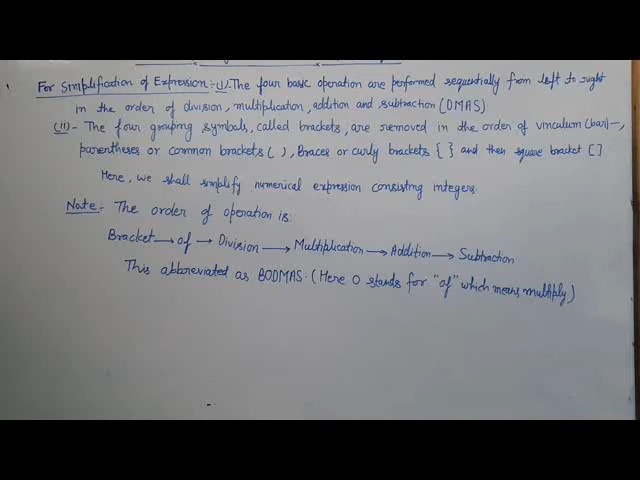 For Simplification of Expression:- (I). The four basic operation are performed sequentially from left to right
in the order of division, multiplication, addition and subtraction (DMAS)
(II)- The four grouping symbols, called brackets, are removed in the order of vinculum (bar) —,
parentheses or common brackets ( ), Braces or curly brackets { } and then square bracket [ ]
Here, we shall simplify numerical expression consisting integers.
Note:- The order of operation is:
Bracket → of → Division → Multiplication → Addition → Subtraction
This abbreviated as BODMAS. (Here O stands for "of" which means multiply)